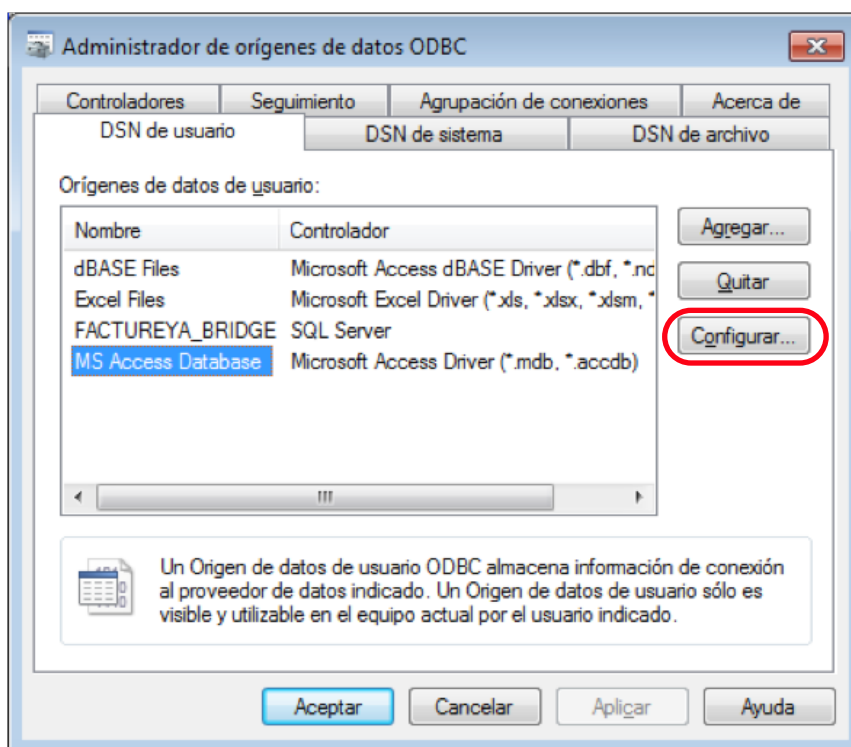 Administrador de orígenes de datos ODBC
Controladores Seguimiento Agrupación de conexiones Acerca de
DSN de usuario DSN de sistema DSN de archivo
Orígenes de datos de usuario:
Nombre Controlador
dBASE Files Microsoft Access dBASE Driver (*.dbf, *.nd
Excel Files Microsoft Excel Driver (*.xls, *.xlsx, *.xlsm, *
FACTUREYA_BRIDGE SQL Server
MS Access Database Microsoft Access Driver (*.mdb, *.accdb)
Agregar...
Quitar
Configurar...
Un Origen de datos de usuario ODBC almacena información de conexión
al proveedor de datos indicado. Un Origen de datos de usuario sólo es
visible y utilizable en el equipo actual por el usuario indicado.
Aceptar Cancelar Aplicar Ayuda